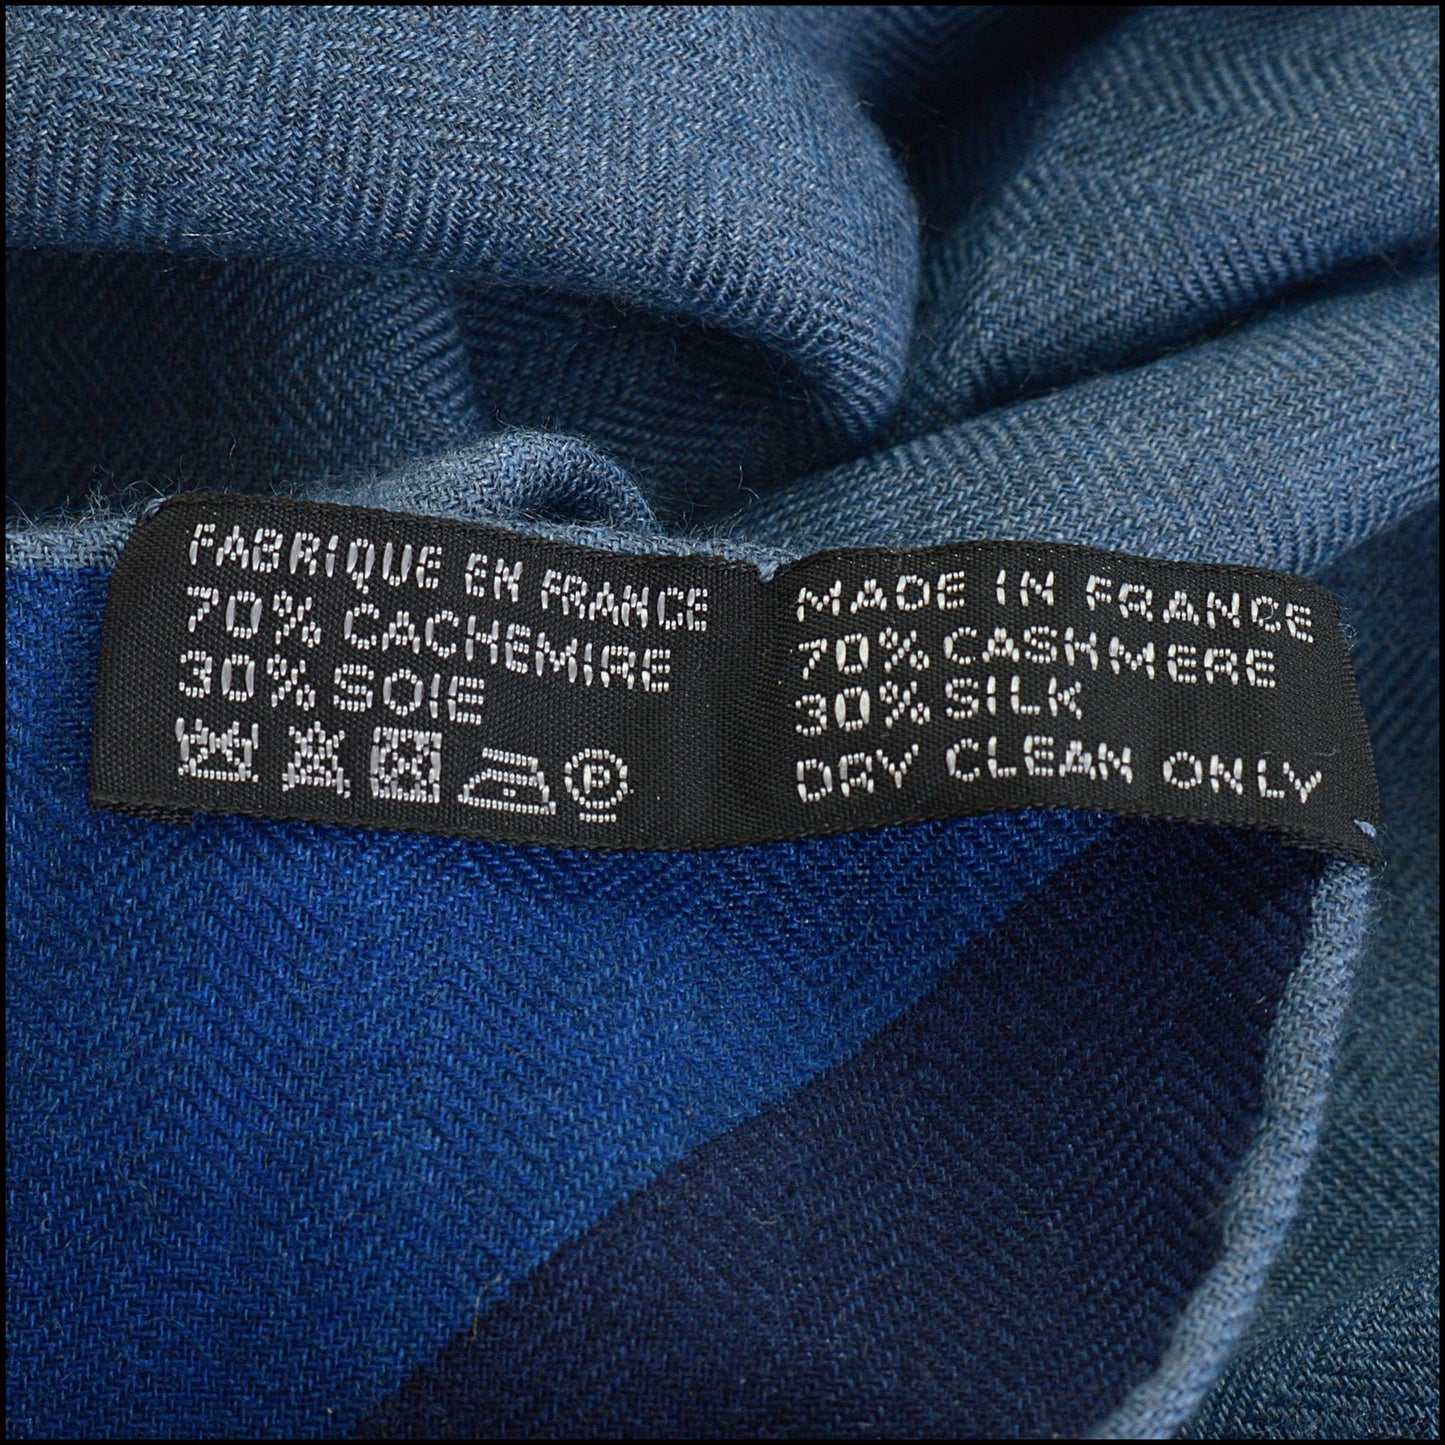 FABRIQUE EN FRANCE
70% CACHEMIRE
30% SOIE
P
MADE IN FRANCE
70% CASHMERE
30% SILK
DRY CLEAN ONLY